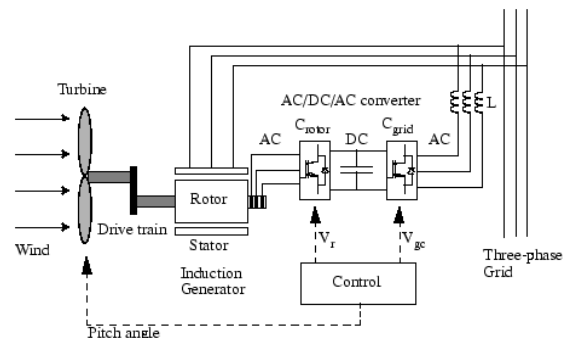 Turbine
AC/DC/AC converter
L
Crotor
Cgrid
AC
DC
AC
Rotor
Drive train
Stator
Wind
Vr
Vgc
Three-phase
Grid
Induction
Generator
Control
Pitch angle